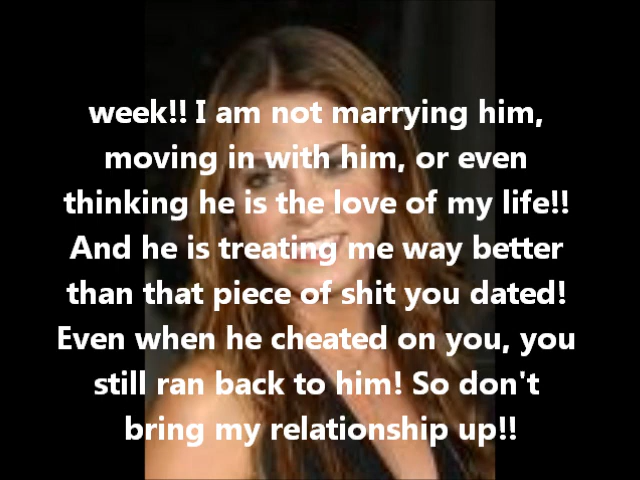 week!! I am not marrying him,
moving in with him, or even
thinking he is the love of my life!!
And he is treating me way better
than that piece of shit you dated!
Even when he cheated on you, you
still ran back to him! So don't
bring my relationship up!!